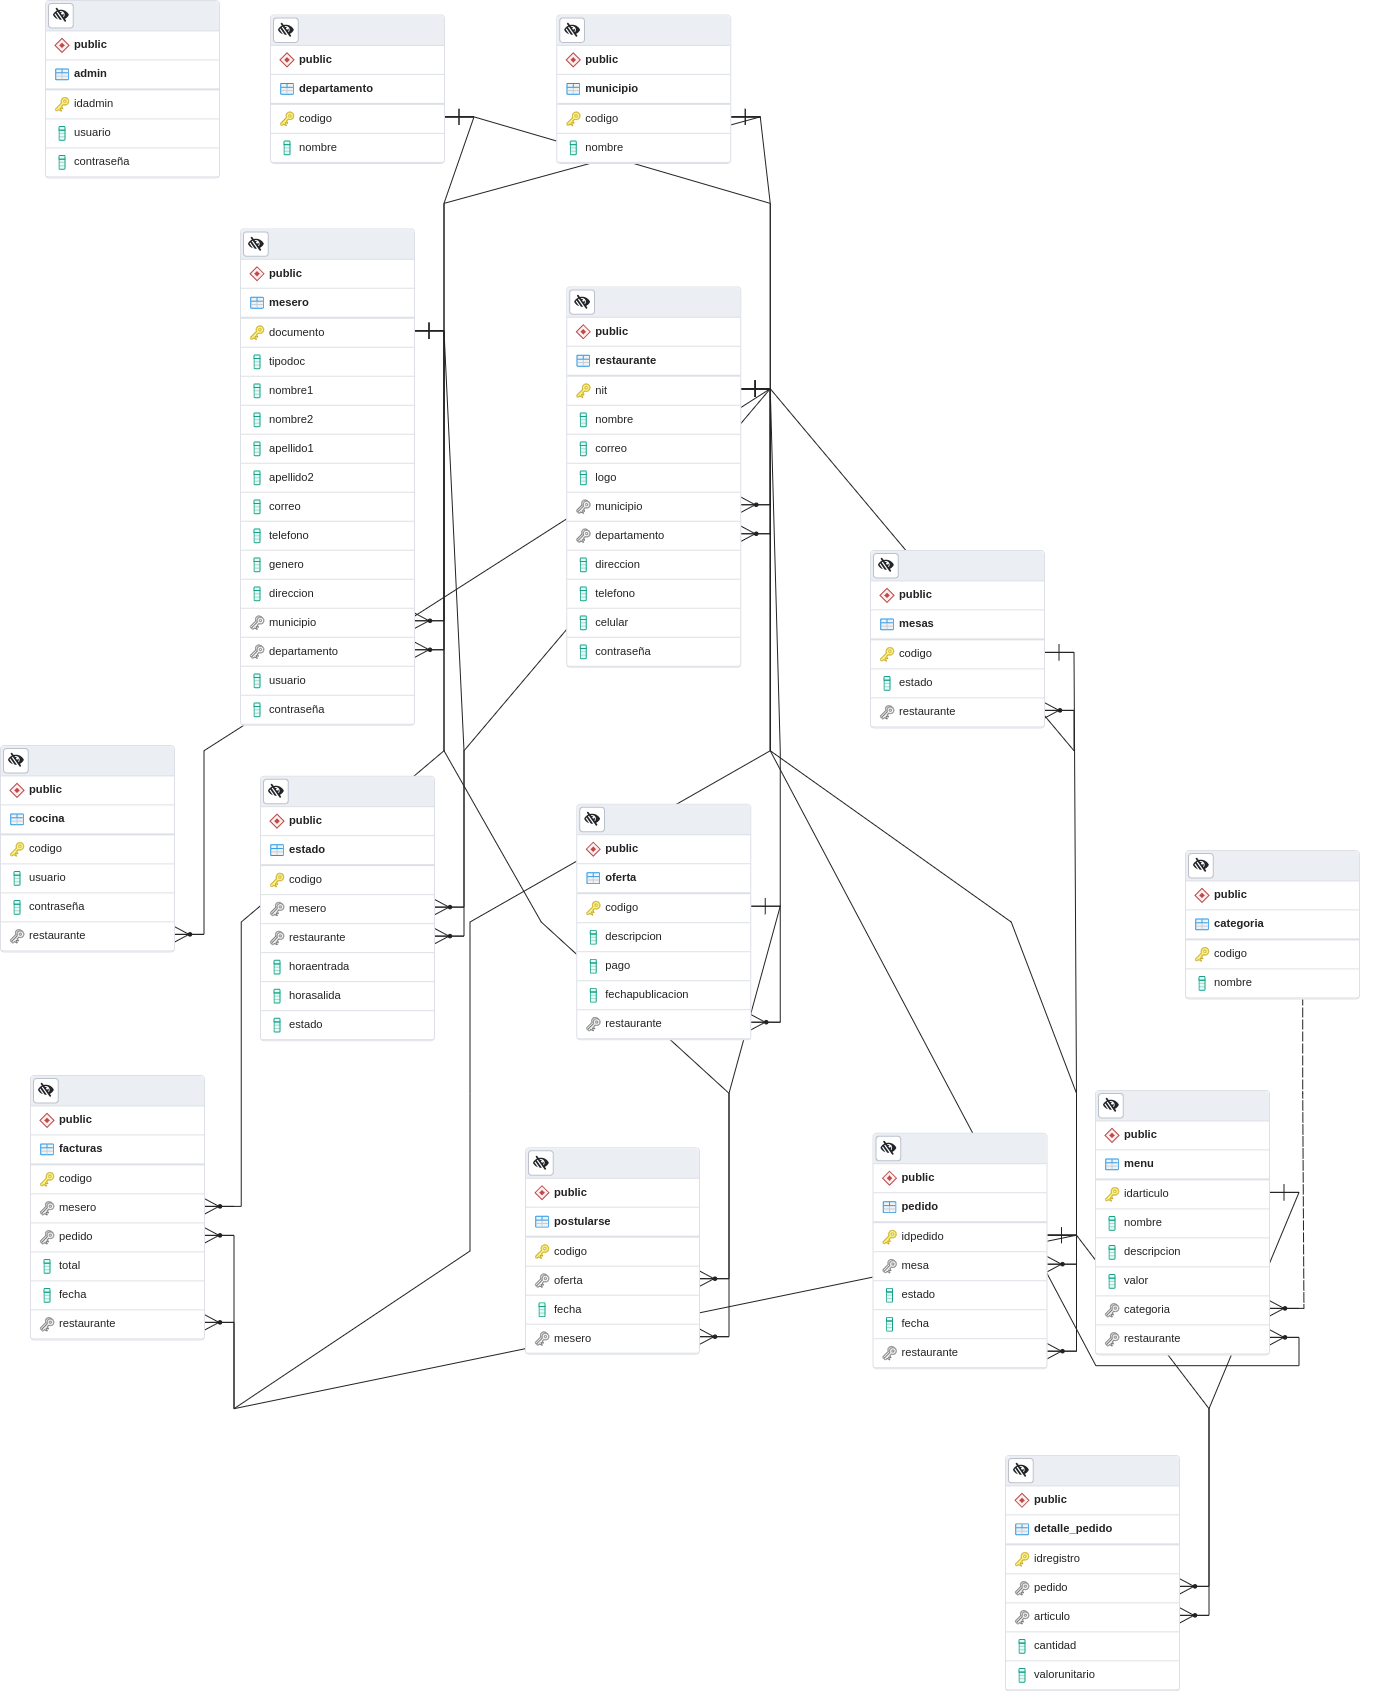 public
admin
idadmin
usuario
contraseña
public
departamento
codigo
nombre
public
municipio
codigo
nombre
public
mesero
documento
tipodoc
nombre1
nombre2
apellido1
apellido2
correo
telefono
genero
direccion
municipio
departamento
usuario
contraseña
public
restaurante
nit
nombre
correo
logo
municipio
departamento
direccion
telefono
celular
contraseña
public
mesas
codigo
estado
restaurante
public
cocina
codigo
usuario
contraseña
restaurante
public
estado
codigo
mesero
restaurante
horaentrada
horasalida
estado
public
oferta
codigo
descripcion
pago
fechapublicacion
restaurante
public
categoria
codigo
nombre
public
facturas
codigo
mesero
pedido
total
fecha
restaurante
public
postularse
codigo
oferta
fecha
mesero
public
pedido
idpedido
mesa
estado
fecha
restaurante
public
menu
idarticulo
nombre
descripcion
valor
categoria
restaurante
public
detalle_pedido
idregistro
pedido
articulo
cantidad
valorunitario